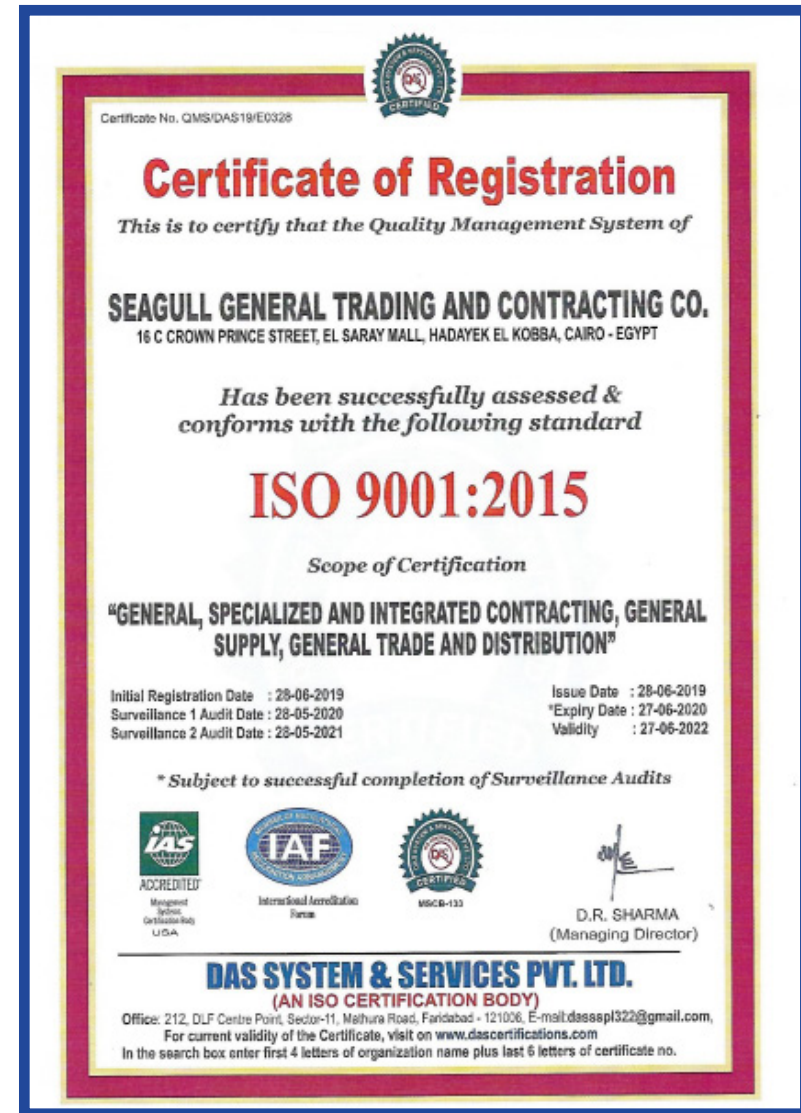 CERTIFIED
Certificate No. QMS/DAS19/E0328
Certificate of Registration
This is to certify that the Quality Management System of
SEAGULL GENERAL TRADING AND CONTRACTING CO.
16 C CROWN PRINCE STREET, EL SARAY MALL, HADAYEK EL KOBBA, CAIRO - EGYPT
Has been successfully assessed &
conforms with the following standard
ISO 9001:2015
Scope of Certification
“GENERAL, SPECIALIZED AND INTEGRATED CONTRACTING, GENERAL
SUPPLY, GENERAL TRADE AND DISTRIBUTION”
Initial Registration Date : 28-06-2019
Surveillance 1 Audit Date : 28-05-2020
Surveillance 2 Audit Date : 28-05-2021
Issue Date : 28-06-2019
*Expiry Date : 27-06-2020
Validity : 27-06-2022
* Subject to successful completion of Surveillance Audits
IAS
ACCREDITED
Management
Systems
Certification Body
USA
IAF
International Accreditation
Forum
DAS
CERTIFIED
MSCB-133
D.R. SHARMA
(Managing Director)
DAS SYSTEM & SERVICES PVT. LTD.
(AN ISO CERTIFICATION BODY)
Office: 212, DLF Centre Point, Sector-11, Mathura Road, Faridabad - 121006, E-mail:dassspl322@gmail.com,
For current validity of the Certificate, visit on www.dascertifications.com
In the search box enter first 4 letters of organization name plus last 6 letters of certificate no.